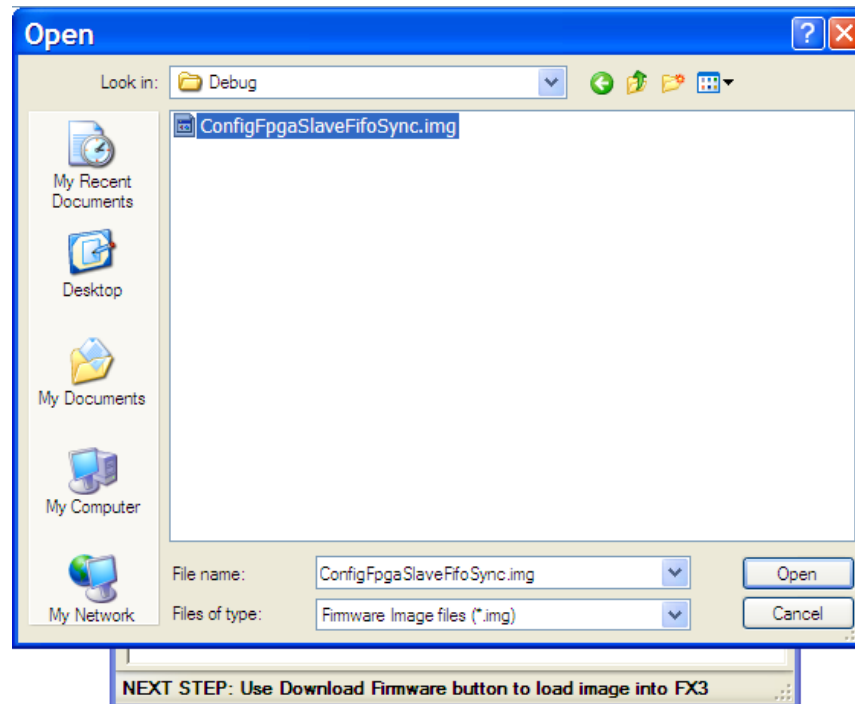 Open
Look in:
Debug
ConfigFpgaSlaveFifoSync.img
My Recent
Documents
Desktop
My Documents
My Computer
My Network
File name:
ConfigFpgaSlaveFifoSync.img
Open
Files of type:
Firmware Image files (*.img)
Cancel
NEXT STEP: Use Download Firmware button to load image into FX3